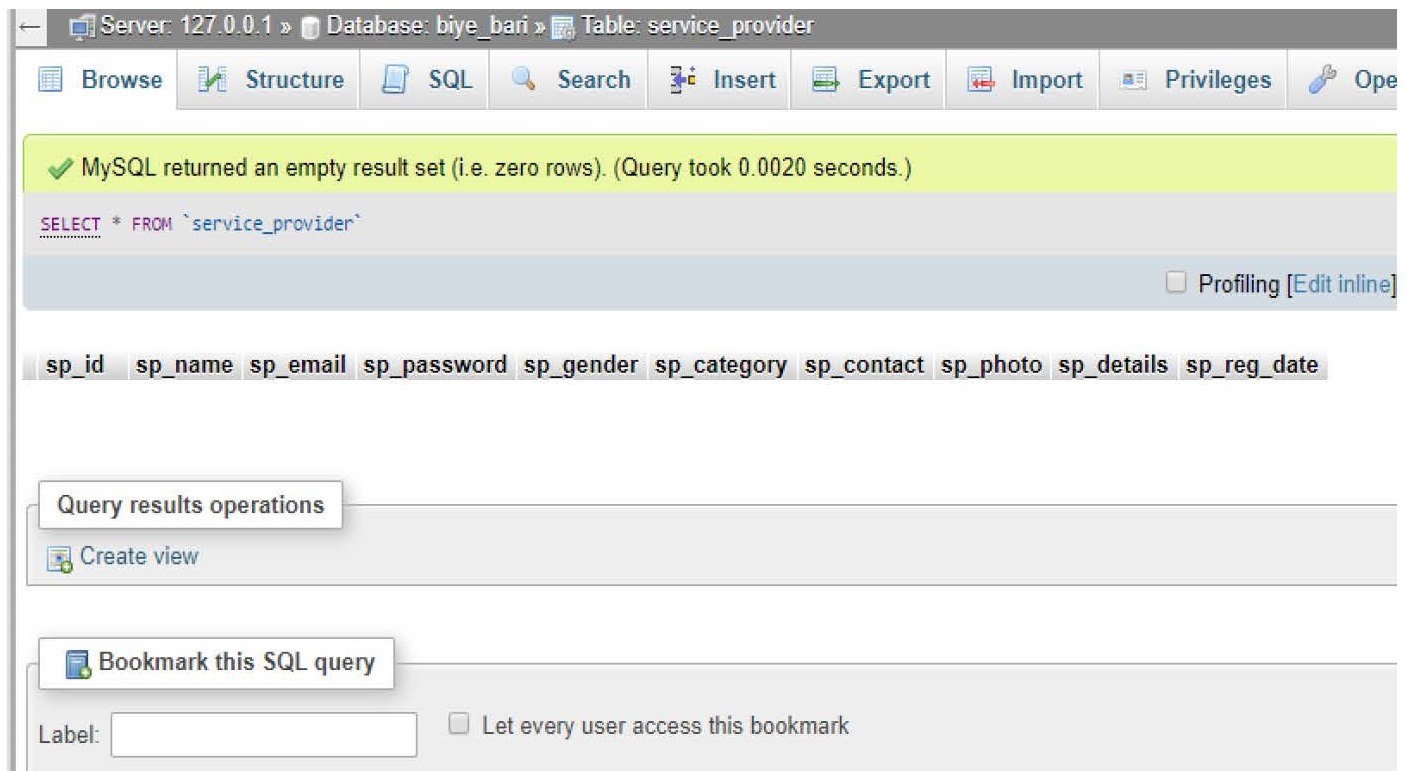 ← Server: 127.0.0.1 » Database: biye_bari » Table: service_provider
Browse Structure SQL Search Insert Export Import Privileges Ope
MySQL returned an empty result set (i.e. zero rows). (Query took 0.0020 seconds.)
SELECT * FROM `service_provider`
Profiling [Edit inline]
sp_id sp_name sp_email sp_password sp_gender sp_category sp_contact sp_photo sp_details sp_reg_date
Query results operations
Create view
Bookmark this SQL query
Label: Let every user access this bookmark